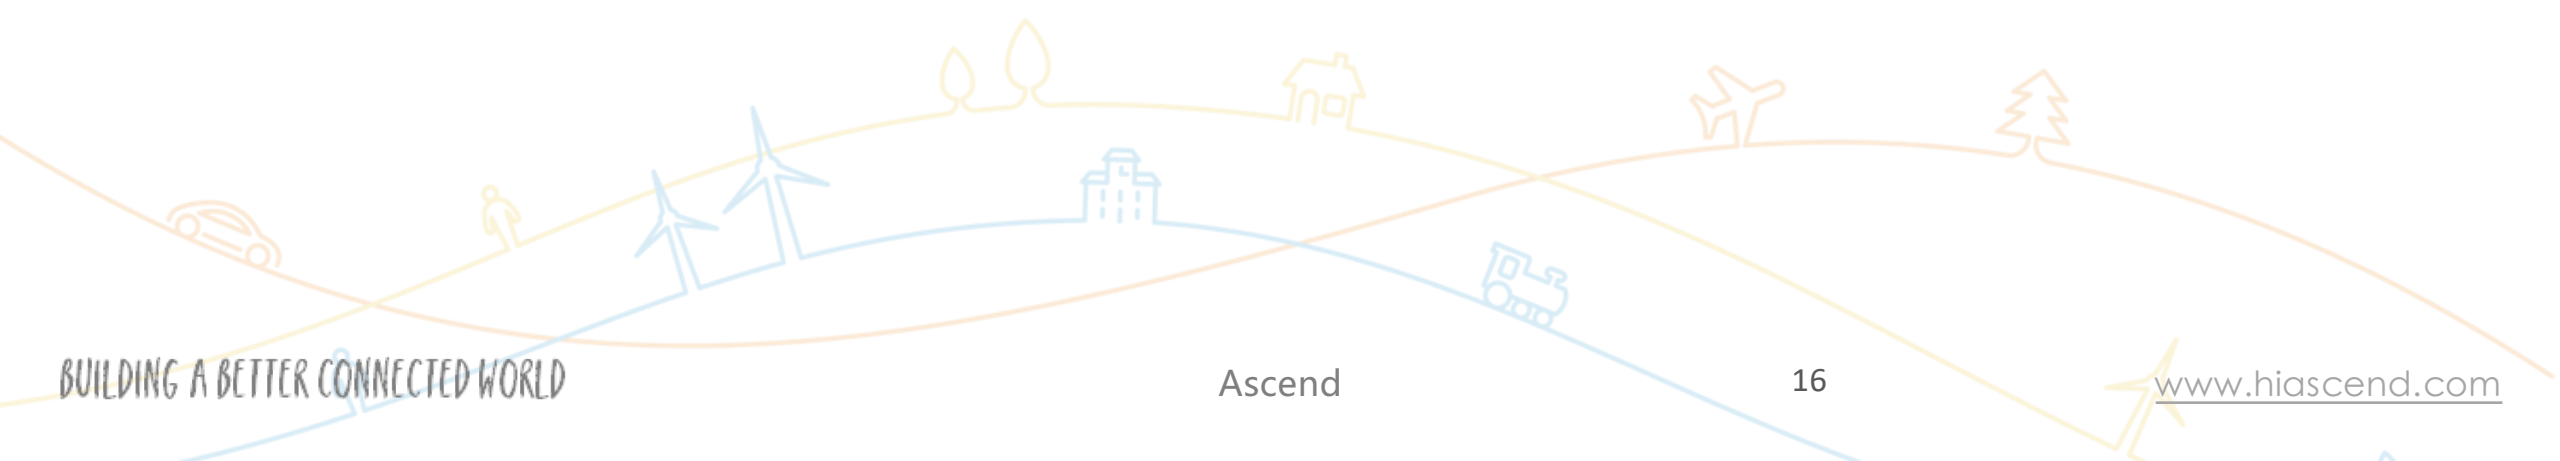 BUILDING A BETTER CONNECTED WORLD
Ascend
16
www.hiascend.com